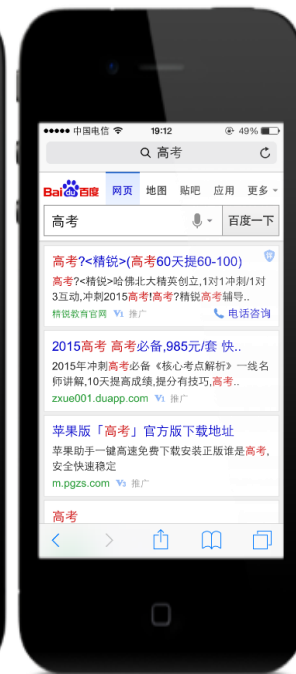 中国电信 19:12 49%
高考
Bai du 百度 网页 地图 贴吧 应用 更多
高考 百度一下
高考?<精锐>(高考60天提60-100)
高考?<精锐>哈佛北大精英创立,1对1冲刺/1对
3互动,冲刺2015高考!高考?精锐高考辅导..
精锐教育官网 V1 推广 电话咨询
2015高考 高考必备,985元/套 快..
2015年冲刺高考必备《核心考点解析》一线名
师讲解,10天提高成绩,提分有技巧,高考..
zxue001.duapp.com V1 推广
苹果版「高考」官方版下载地址
苹果助手一键高速免费下载安装正版谁是高考,
安全快速稳定
m.pgzs.com V3 推广
高考